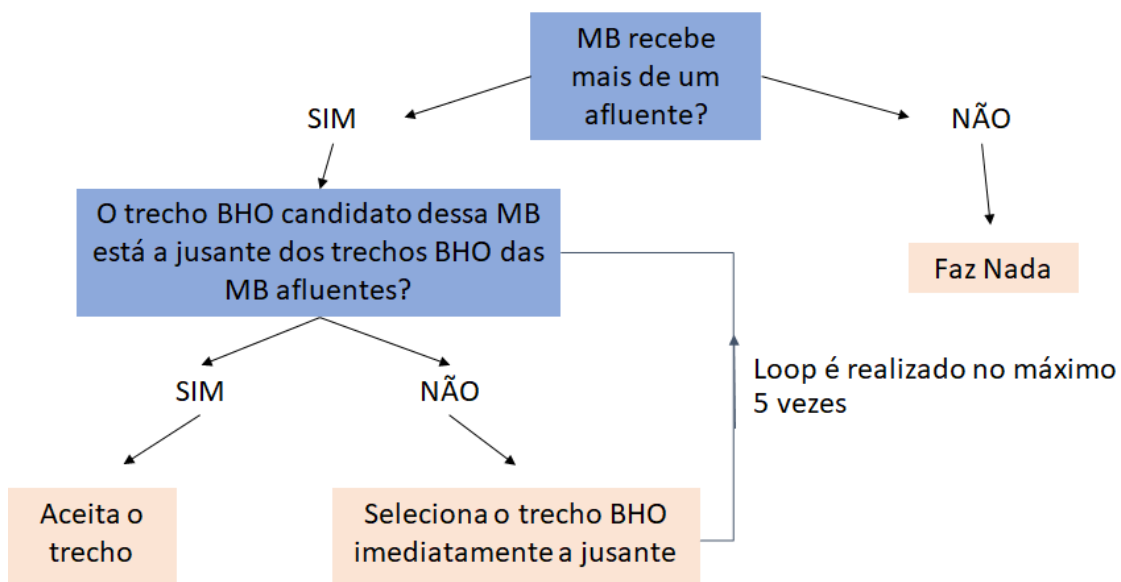 MB recebe
mais de um
afluente?
SIM
NÃO
O trecho BHO candidato dessa MB
está a jusante dos trechos BHO das
MB afluentes?
Faz Nada
SIM
NÃO
Loop é realizado no máximo
5 vezes
Aceita o
trecho
Seleciona o trecho BHO
imediatamente a jusante